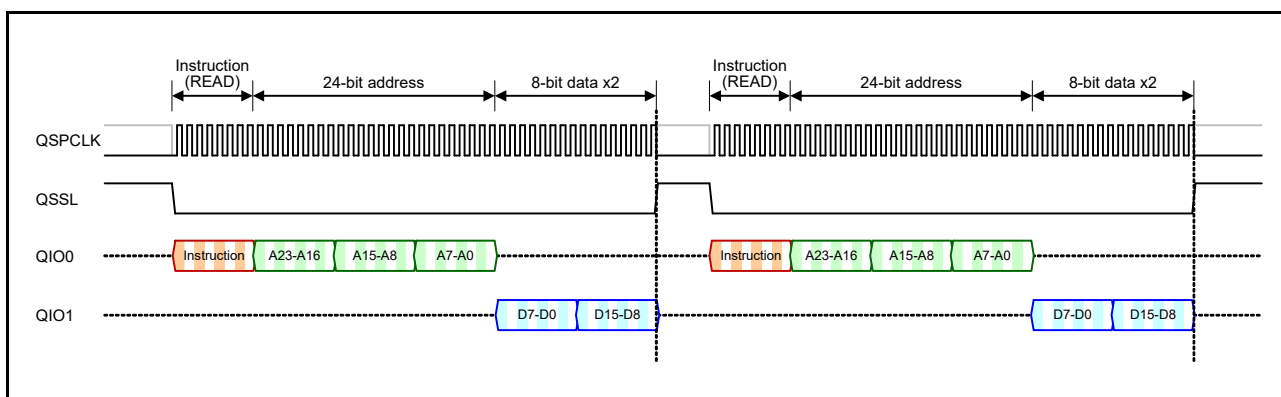 Instruction
(READ) 24-bit address 8-bit data x2 Instruction
(READ) 24-bit address 8-bit data x2
QSPCLK
QSSL
QIO0 Instruction A23-A16 A15-A8 A7-A0 Instruction A23-A16 A15-A8 A7-A0
QIO1 D7-D0 D15-D8 D7-D0 D15-D8